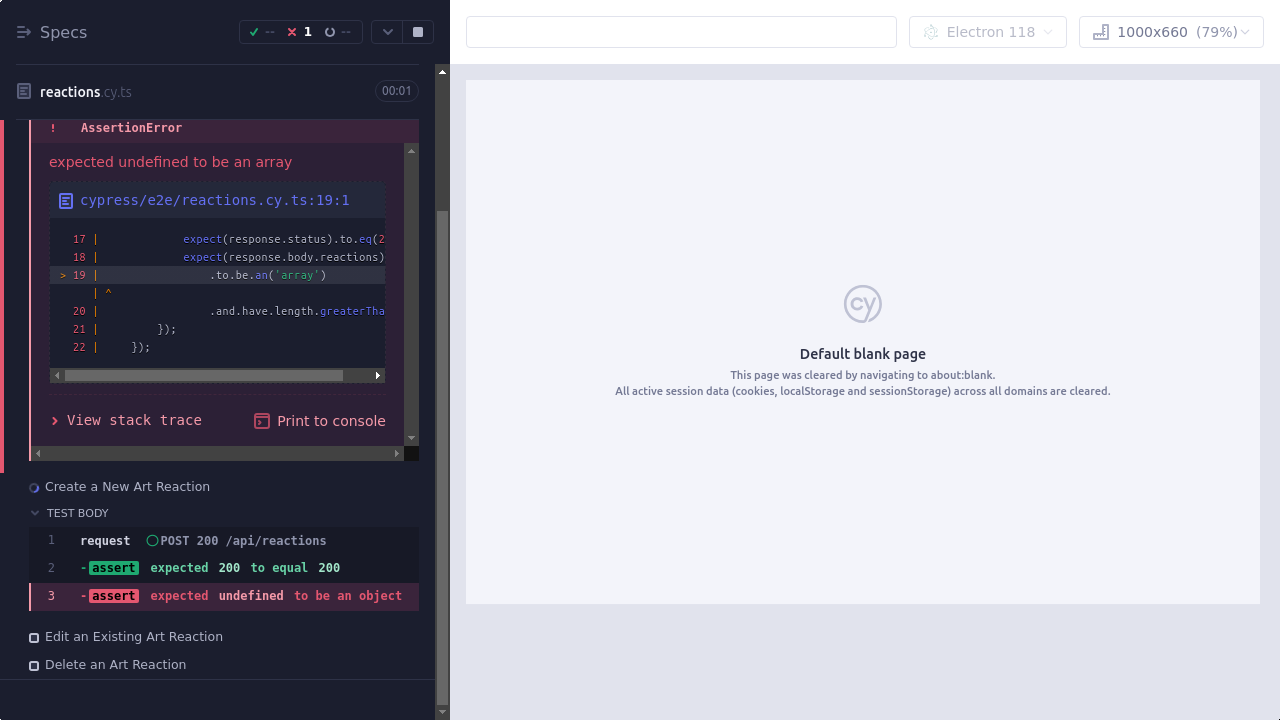 Specs
--
1
--
Electron 118
1000x660 (79%)
reactions.cy.ts
00:01
! AssertionError
expected undefined to be an array
cypress/e2e/reactions.cy.ts:19:1
17 | expect(response.status).to.eq(2
18 | expect(response.body.reactions)
> 19 | .to.be.an('array')
| ^
20 | .and.have.length.greaterTha
21 | });
22 | });
View stack trace
Print to console
Create a New Art Reaction
TEST BODY
1 request POST 200 /api/reactions
2 -assert expected 200 to equal 200
3 -assert expected undefined to be an object
Edit an Existing Art Reaction
Delete an Art Reaction
cy
Default blank page
This page was cleared by navigating to about:blank.
All active session data (cookies, localStorage and sessionStorage) across all domains are cleared.